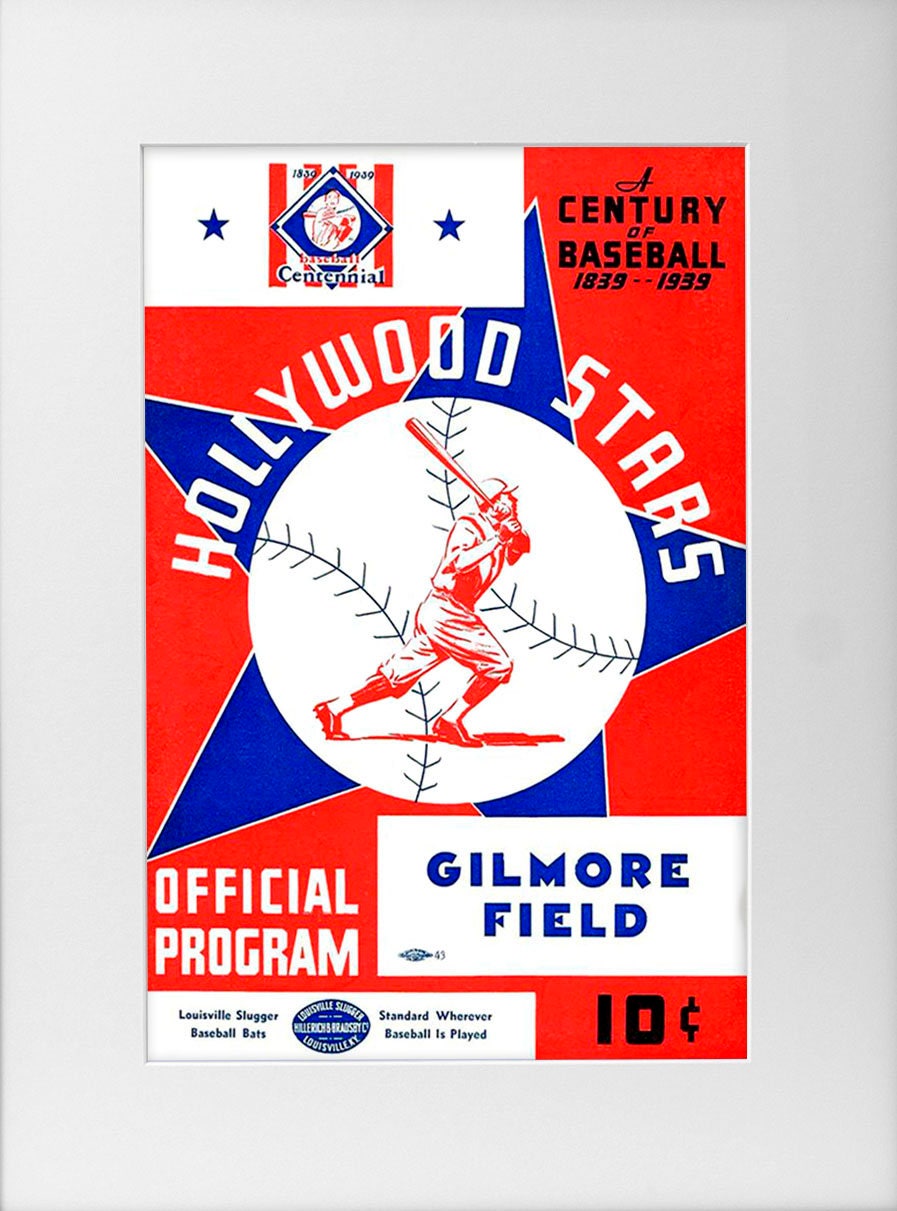 1839 1939
baseball
Centennial
A
CENTURY
OF
BASEBALL
1839--1939
HOLLYWOOD STARS
OFFICIAL
PROGRAM
GILMORE
FIELD
43
Louisville Slugger
Baseball Bats
LOUISVILLE SLUGGER
HILLERICH & BRADSBY Co
LOUISVILLE.KY.
Standard Wherever
Baseball Is Played
10¢